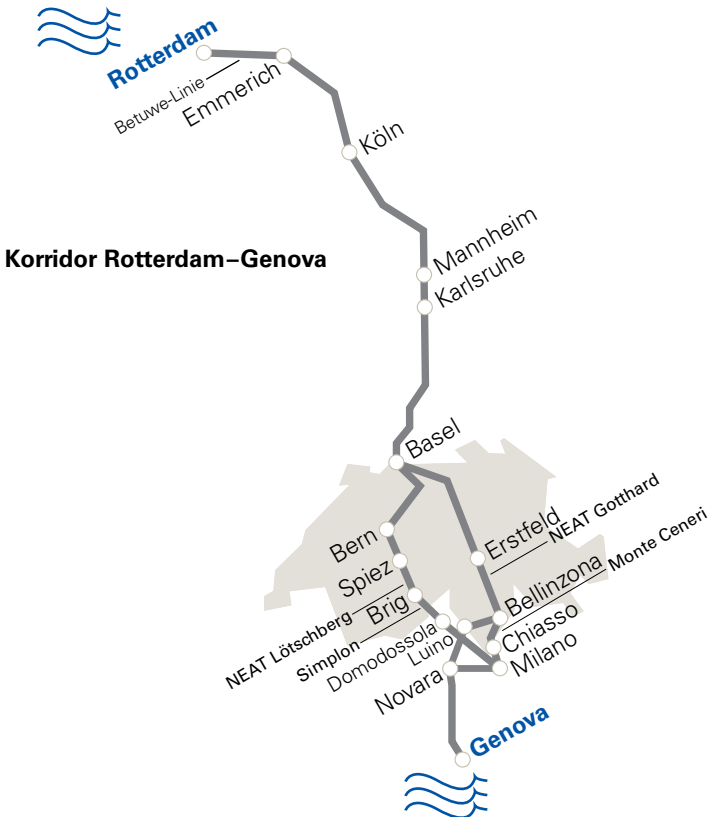 Rotterdam
Betuwe-Linie
Emmerich
Köln
Korridor Rotterdam–Genova
Mannheim
Karlsruhe
Basel
Bern
Erstfeld
NEAT Gotthard
Spiez
Monte Ceneri
NEAT Lötschberg
Brig
Bellinzona
Simplon
Domodossola
Luino
Chiasso
Novara
Milano
Genova